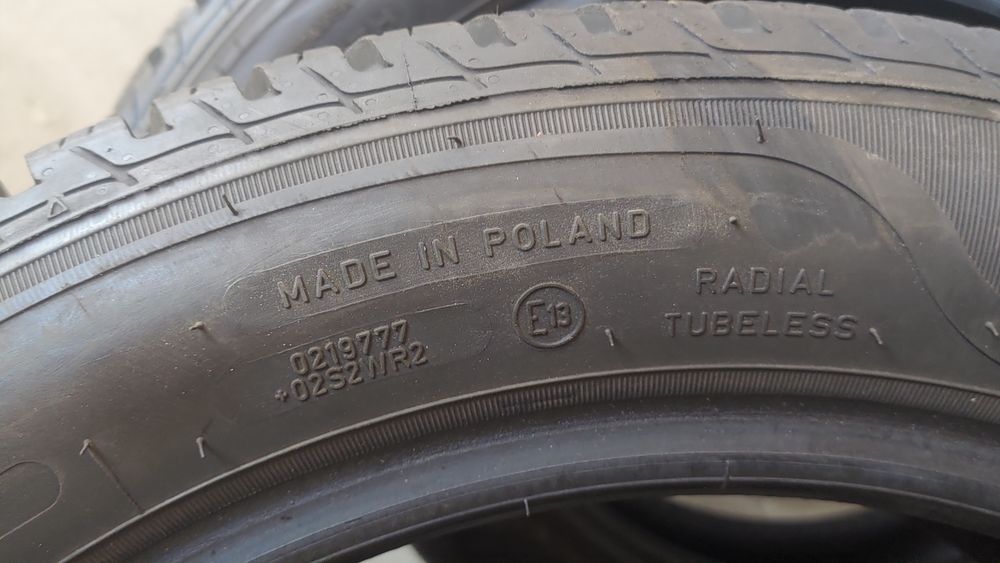 MADE IN POLAND
0219777
+02S2WR2
E13
RADIAL
TUBELESS